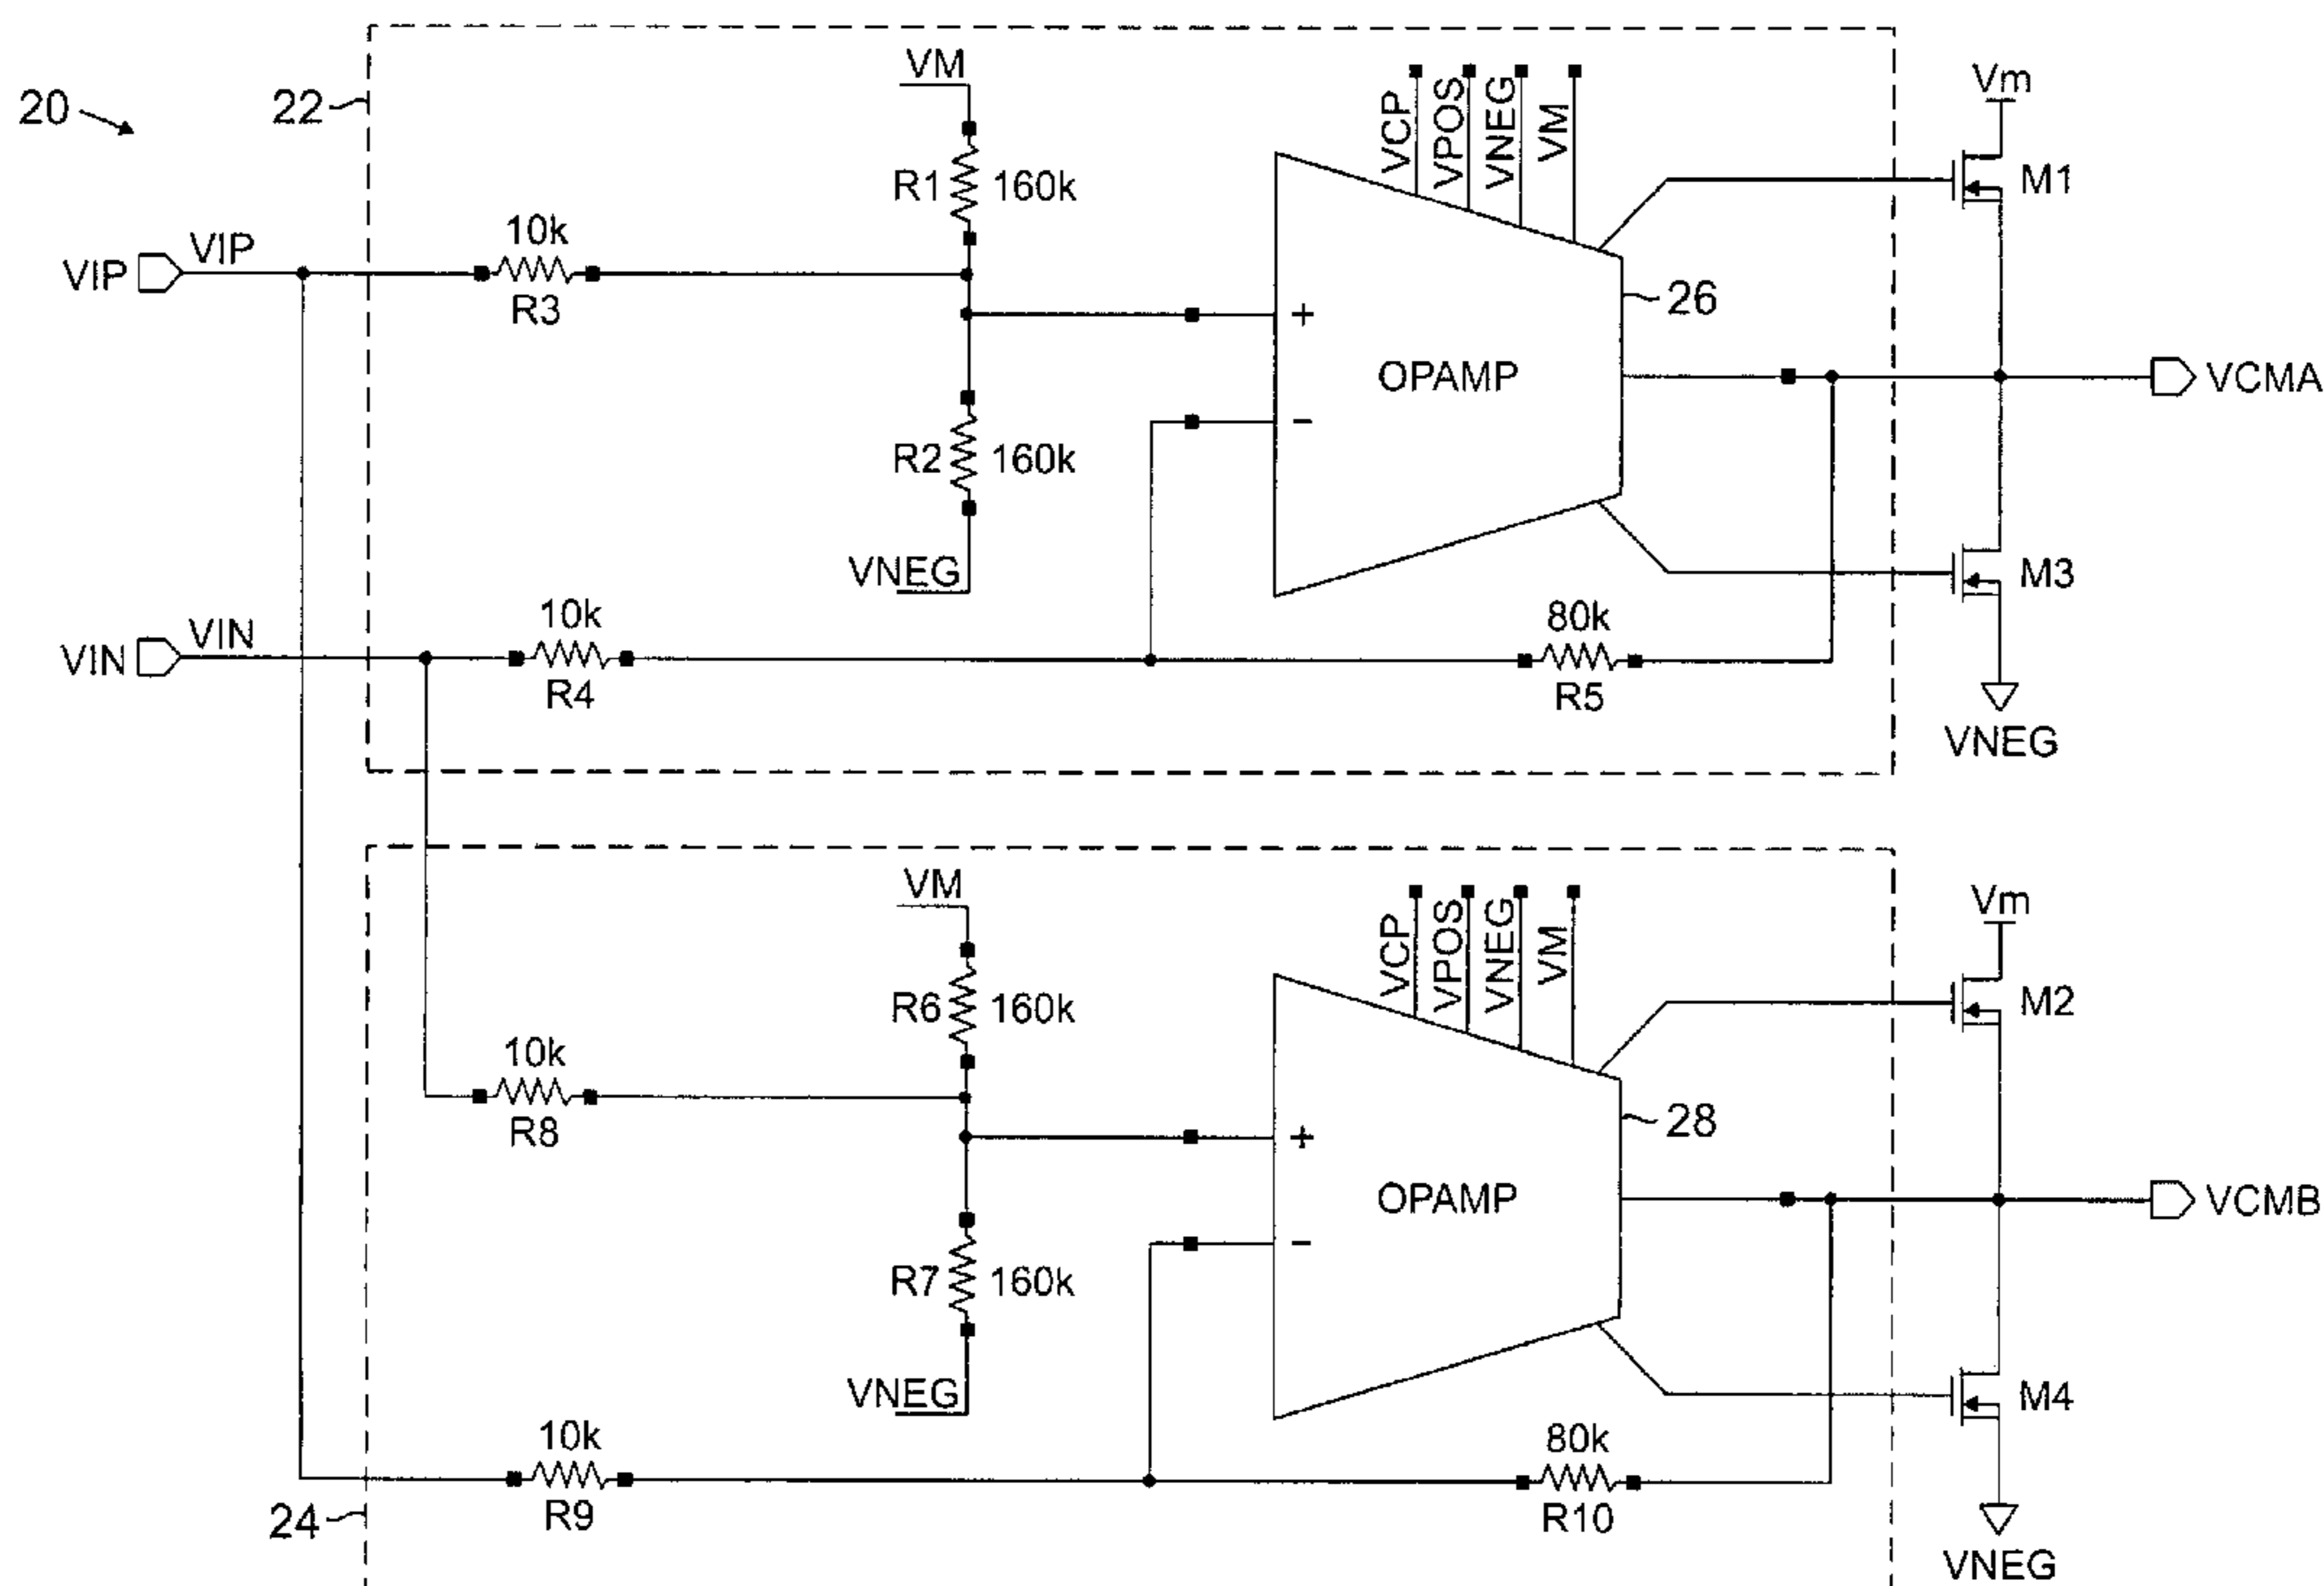 20
22
VM
VCP
VPOS
VNEG
VM
Vm
R1
160k
M1
VIP
VIP
10k
R3
26
+
OPAMP
VCMA
−
R2
160k
VNEG
M3
VIN
VIN
10k
R4
80k
R5
VNEG
VM
VCP
VPOS
VNEG
VM
Vm
R6
160k
M2
10k
R8
28
+
OPAMP
VCMB
−
R7
160k
VNEG
M4
10k
R9
80k
R10
24
VNEG